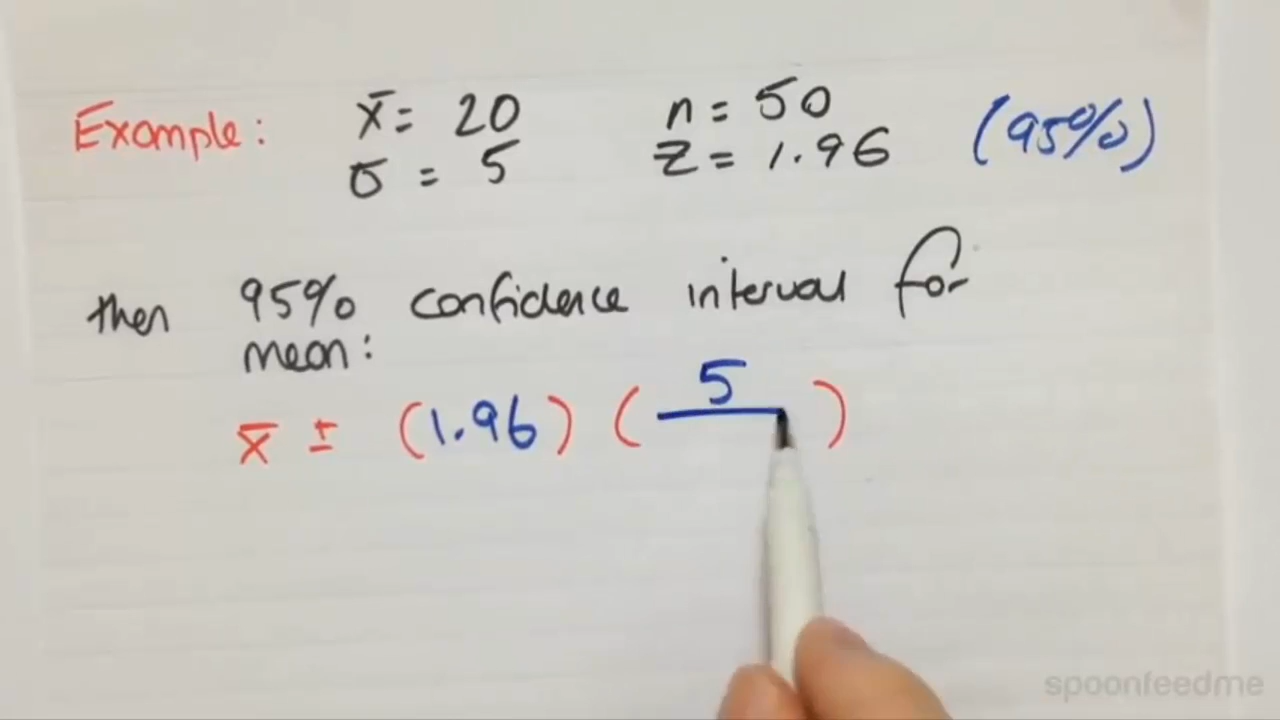 Example: x̄ = 20 n = 50 (95%)
σ = 5 z = 1.96
then 95% confidence interval for
mean:
x̄ ± (1.96) ( 5 )
spoonfeedme